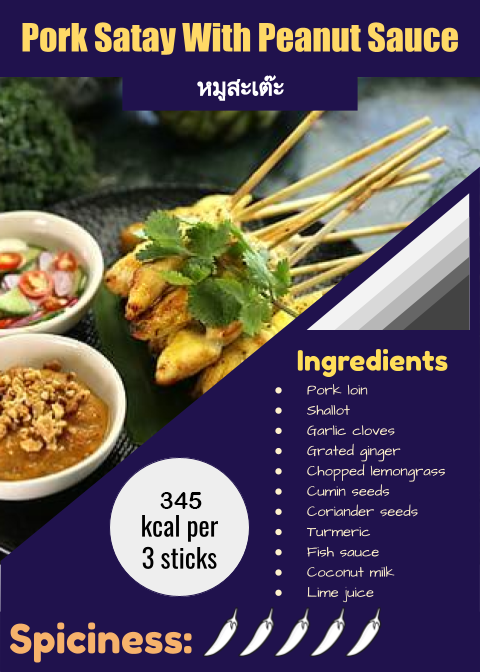 Pork Satay With Peanut Sauce
หมูสะเต๊ะ
Ingredients
Pork loin
Shallot
Garlic cloves
Grated ginger
Chopped lemongrass
Cumin seeds
Coriander seeds
Turmeric
Fish sauce
Coconut milk
Lime juice
345
kcal per
3 sticks
Spiciness: